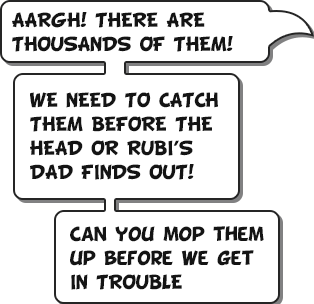 AARGH! THERE ARE
THOUSANDS OF THEM!
WE NEED TO CATCH
THEM BEFORE THE
HEAD OR RUBI'S
DAD FINDS OUT!
CAN YOU MOP THEM
UP BEFORE WE GET
IN TROUBLE